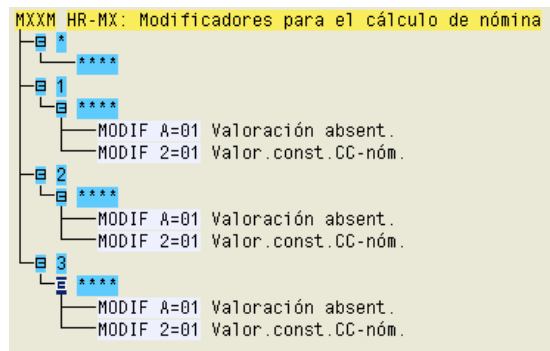 MXXM HR-MX: Modificadores para el cálculo de nómina
*
****
1
****
MODIF A=01 Valoración absent.
MODIF 2=01 Valor.const.CC-nóm.
2
****
MODIF A=01 Valoración absent.
MODIF 2=01 Valor.const.CC-nóm.
3
****
MODIF A=01 Valoración absent.
MODIF 2=01 Valor.const.CC-nóm.